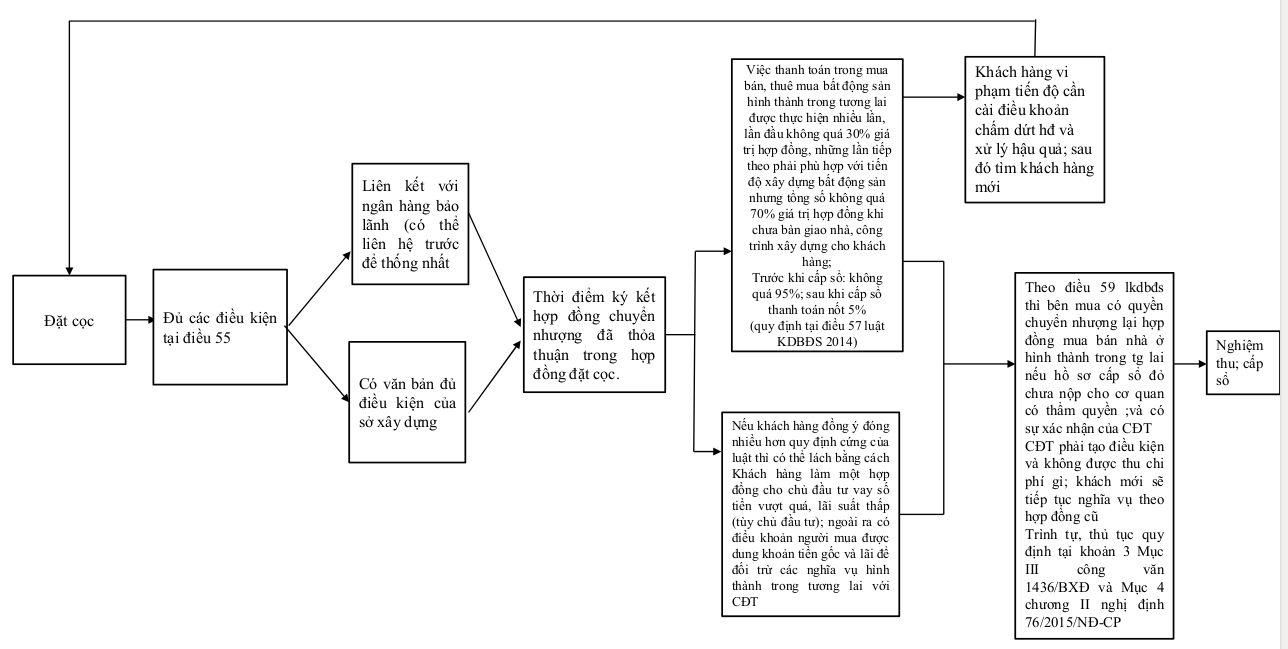 Đặt cọc
Đủ các điều kiện
tại điều 55
Liên kết với
ngân hàng bảo
lãnh (có thể
liên hệ trước
để thống nhất
Có văn bản đủ
điều kiện của
sở xây dựng
Thời điểm ký kết
hợp đồng chuyển
nhượng đã thỏa
thuận trong hợp
đồng đặt cọc.
Việc thanh toán trong mua
bán, thuê mua bất động sản
hình thành trong tương lai
được thực hiện nhiều lần,
lần đầu không quá 30% giá
trị hợp đồng, những lần tiếp
theo phải phù hợp với tiến
độ xây dựng bất động sản
nhưng tổng số không quá
70% giá trị hợp đồng khi
chưa bàn giao nhà, công
trình xây dựng cho khách
hàng;
Trước khi cấp sổ: không
quá 95%; sau khi cấp sổ
thanh toán nốt 5%
(quy định tại điều 57 luật
KDBĐS 2014)
Nếu khách hàng đồng ý đóng
nhiều hơn quy định cứng của
luật thì có thể lách bằng cách
Khách hàng làm một hợp
đồng cho chủ đầu tư vay số
tiền vượt quá, lãi suất thấp
(tùy chủ đầu tư); ngoài ra có
điều khoản người mua được
dung khoản tiền gốc và lãi để
đối trừ các nghĩa vụ hình
thành trong tương lai với
CĐT
Khách hàng vi
phạm tiến độ cần
cài điều khoản
chấm dứt hđ và
xử lý hậu quả; sau
đó tìm khách hàng
mới
Theo điều 59 lkdbđs
thì bên mua có quyền
chuyển nhượng lại hợp
đồng mua bán nhà ở
hình thành trong tg lai
nếu hồ sơ cấp sổ đỏ
chưa nộp cho cơ quan
có thẩm quyền ;và có
sự xác nhận của CĐT
CĐT phải tạo điều kiện
và không được thu chi
phí gì; khách mới sẽ
tiếp tục nghĩa vụ theo
hợp đồng cũ
Trình tự, thủ tục quy
định tại khoản 3 Mục
III công văn
1436/BXĐ và Mục 4
chương II nghị định
76/2015/NĐ-CP
Nghiệm
thu; cấp
sổ